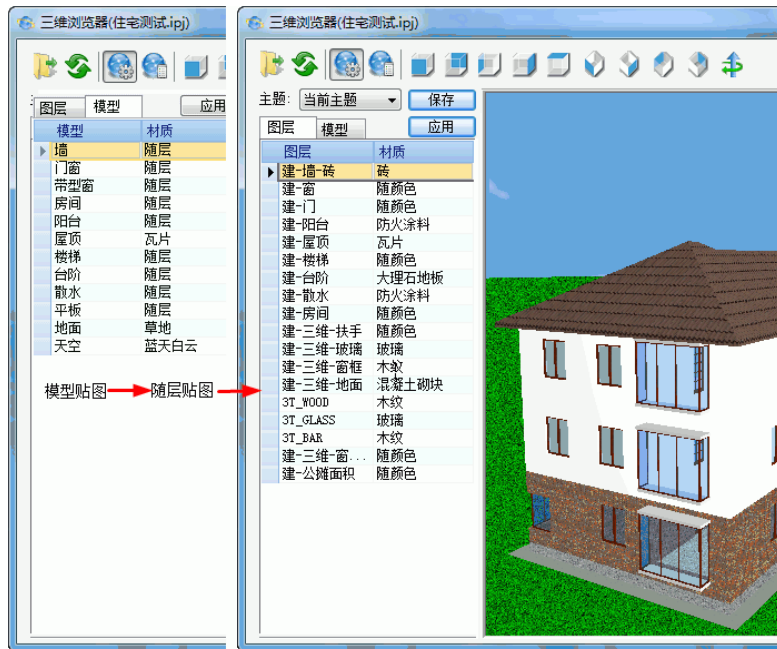 三维浏览器(住宅测试.ipj)
图层 模型 应用
模型 材质
墙 随层
门窗 随层
带型窗 随层
房间 随层
阳台 随层
屋顶 瓦片
楼梯 随层
台阶 随层
散水 随层
平板 随层
地面 草地
天空 蓝天白云
模型贴图 随层贴图
三维浏览器(住宅测试.ipj)
主题: 当前主题 保存
图层 模型 应用
图层 材质
建-墙-砖 砖
建-窗 随颜色
建-门 随颜色
建-阳台 防火涂料
建-屋顶 瓦片
建-楼梯 随颜色
建-台阶 大理石地板
建-散水 防火涂料
建-房间 随颜色
建-三维-扶手 随颜色
建-三维-玻璃 玻璃
建-三维-窗框 木纹
建-三维-地面 混凝土砌块
3T_WOOD 木纹
3T_GLASS 玻璃
3T_BAR 木纹
建-三维-窗... 随颜色
建-公摊面积 随颜色